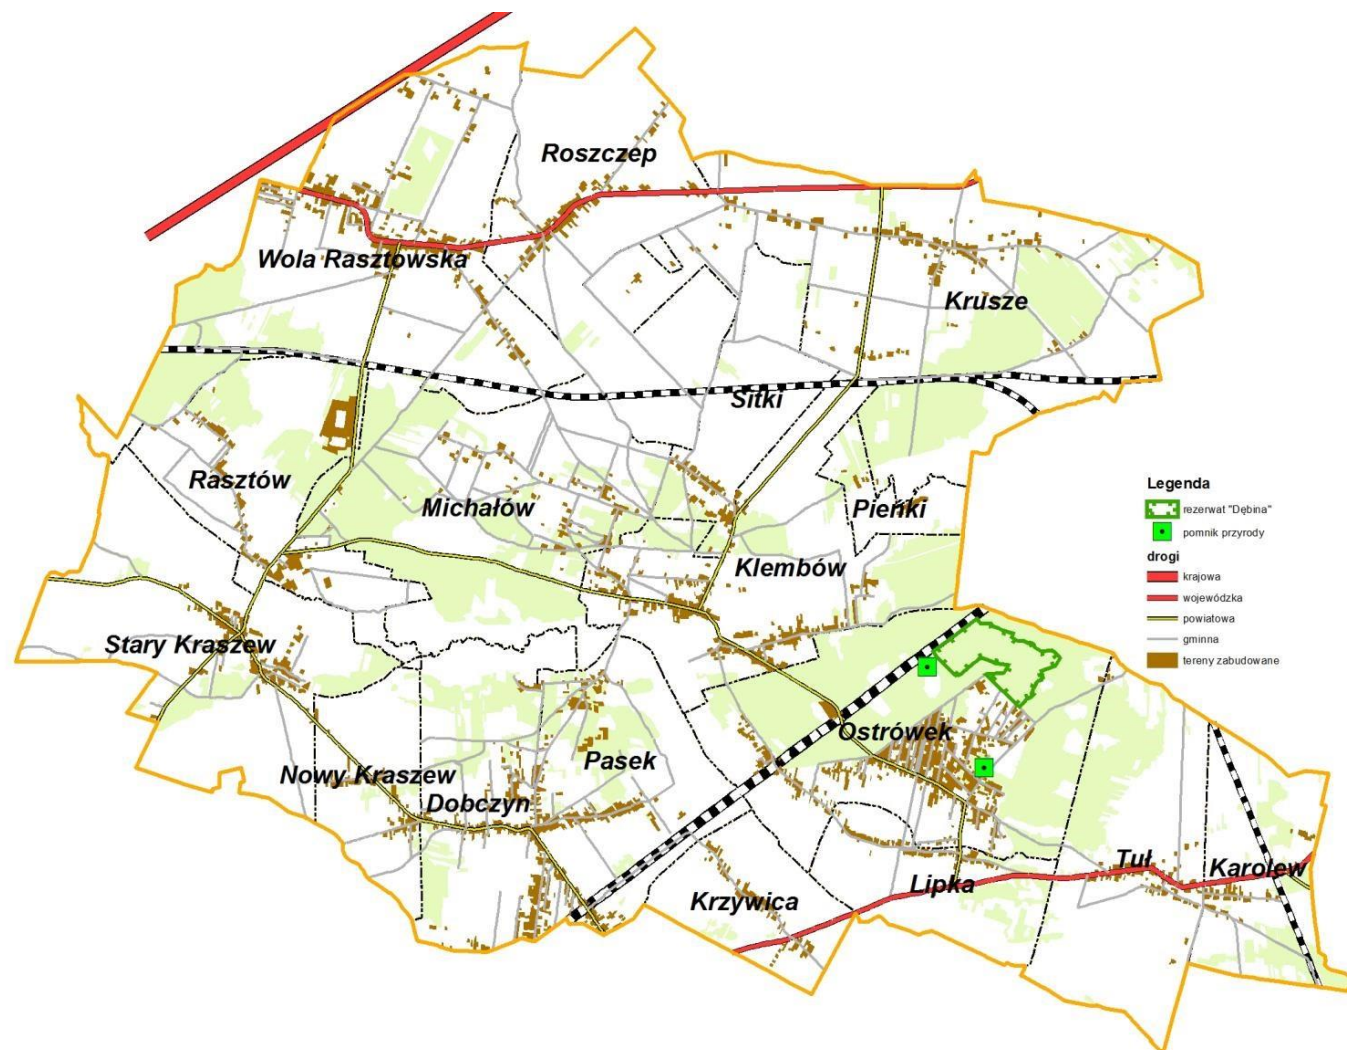 Roszczep
Wola Rasztowska
Krusze
Sitki
Rasztów
Michałów
Pieńki
Klembów
Stary Kraszew
Ostrówek
Pasek
Nowy Kraszew
Dobczyn
Tuł
Karolew
Lipka
Krzywica
Legenda
rezerwat "Dębina"
pomnik przyrody
drogi
krajowa
wojewódzka
powiatowa
gminna
tereny zabudowane